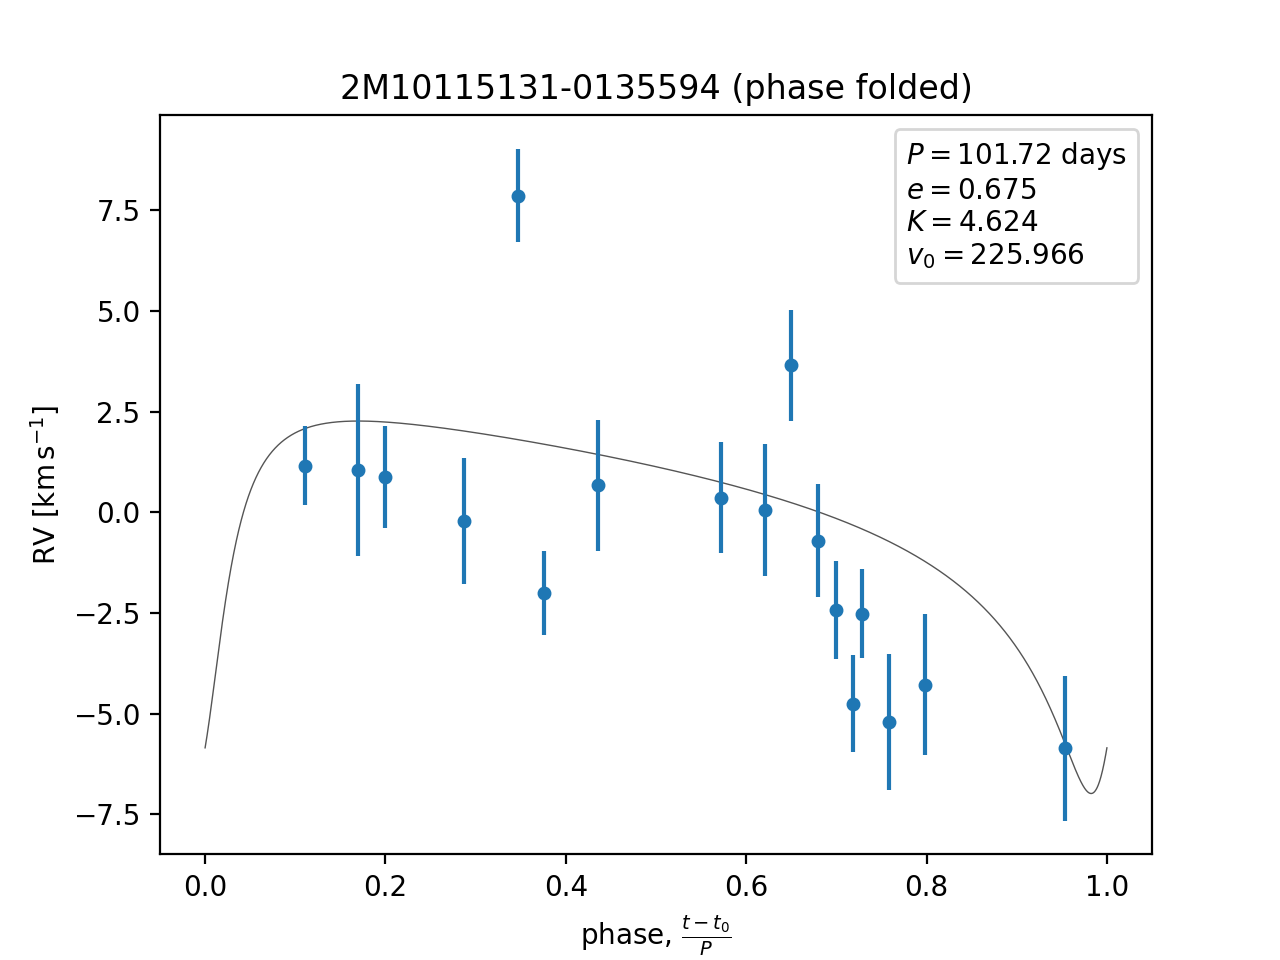 2M10115131-0135594 (phase folded)
P = 101.72 days
e = 0.675
K = 4.624
v₀ = 225.966
7.5
5.0
2.5
0.0
−2.5
−5.0
−7.5
RV [km s⁻¹]
0.0 0.2 0.4 0.6 0.8 1.0
phase, (t − t₀)/P